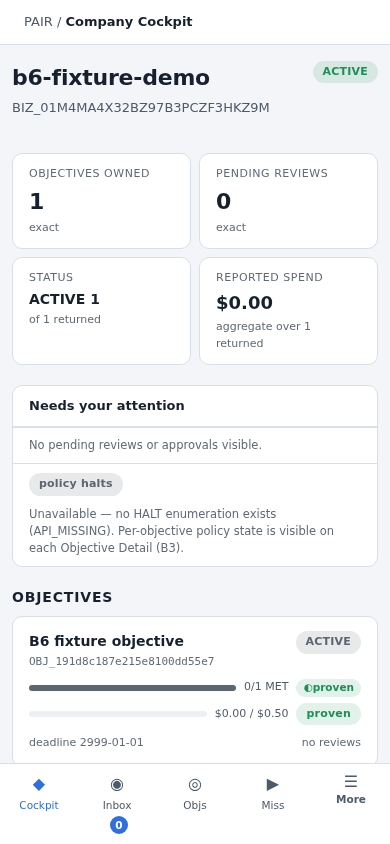 PAIR / Company Cockpit
b6-fixture-demo
ACTIVE
BIZ_01M4MA4X32BZ97B3PCZF3HKZ9M
OBJECTIVES OWNED
1
exact
PENDING REVIEWS
0
exact
STATUS
ACTIVE 1
of 1 returned
REPORTED SPEND
$0.00
aggregate over 1
returned
Needs your attention
No pending reviews or approvals visible.
policy halts
Unavailable — no HALT enumeration exists
(API_MISSING). Per-objective policy state is visible on
each Objective Detail (B3).
OBJECTIVES
B6 fixture objective
ACTIVE
OBJ_191d8c187e215e8100dd55e7
0/1 MET
◐proven
$0.00 / $0.50
proven
deadline 2999-01-01
no reviews
Cockpit
Inbox
0
Objs
Miss
More